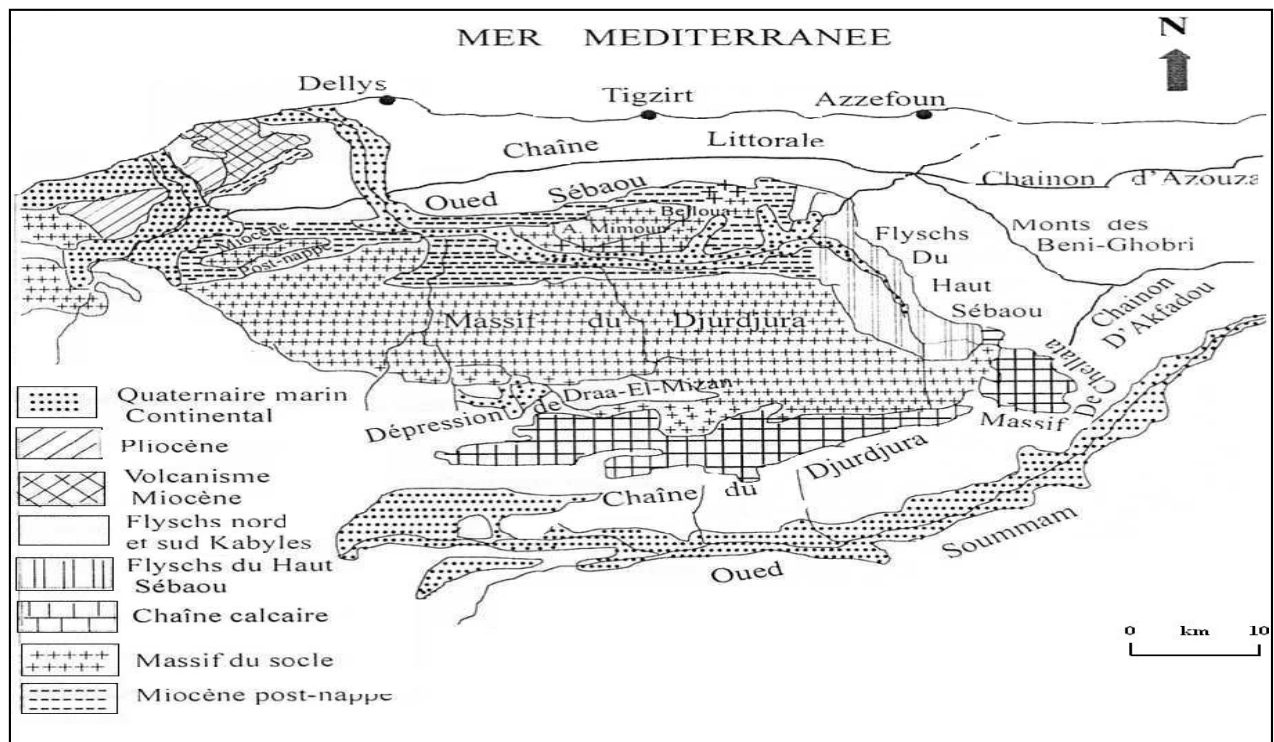 MER MEDITERRANEE
N
Dellys
Tigzirt
Azzefoun
Chaîne Littorale
Chainon d'Azouza
Oued Sébaou
Belloua
A. Mimoun
Miocène
Post-nappe
Flyschs
Du
Haut
Sébaou
Monts des
Beni-Ghobri
Chainon
D'Akfadou
Massif du Djurdjura
Massif De Chellata
Dépression de Draa-El-Mizan
Chaîne du Djurdjura
Oued Soummam
Quaternaire marin
Continental
Pliocène
Volcanisme
Miocène
Flyschs nord
et sud Kabyles
Flyschs du Haut
Sébaou
Chaîne calcaire
Massif du socle
Miocène post-nappe
0 km 10